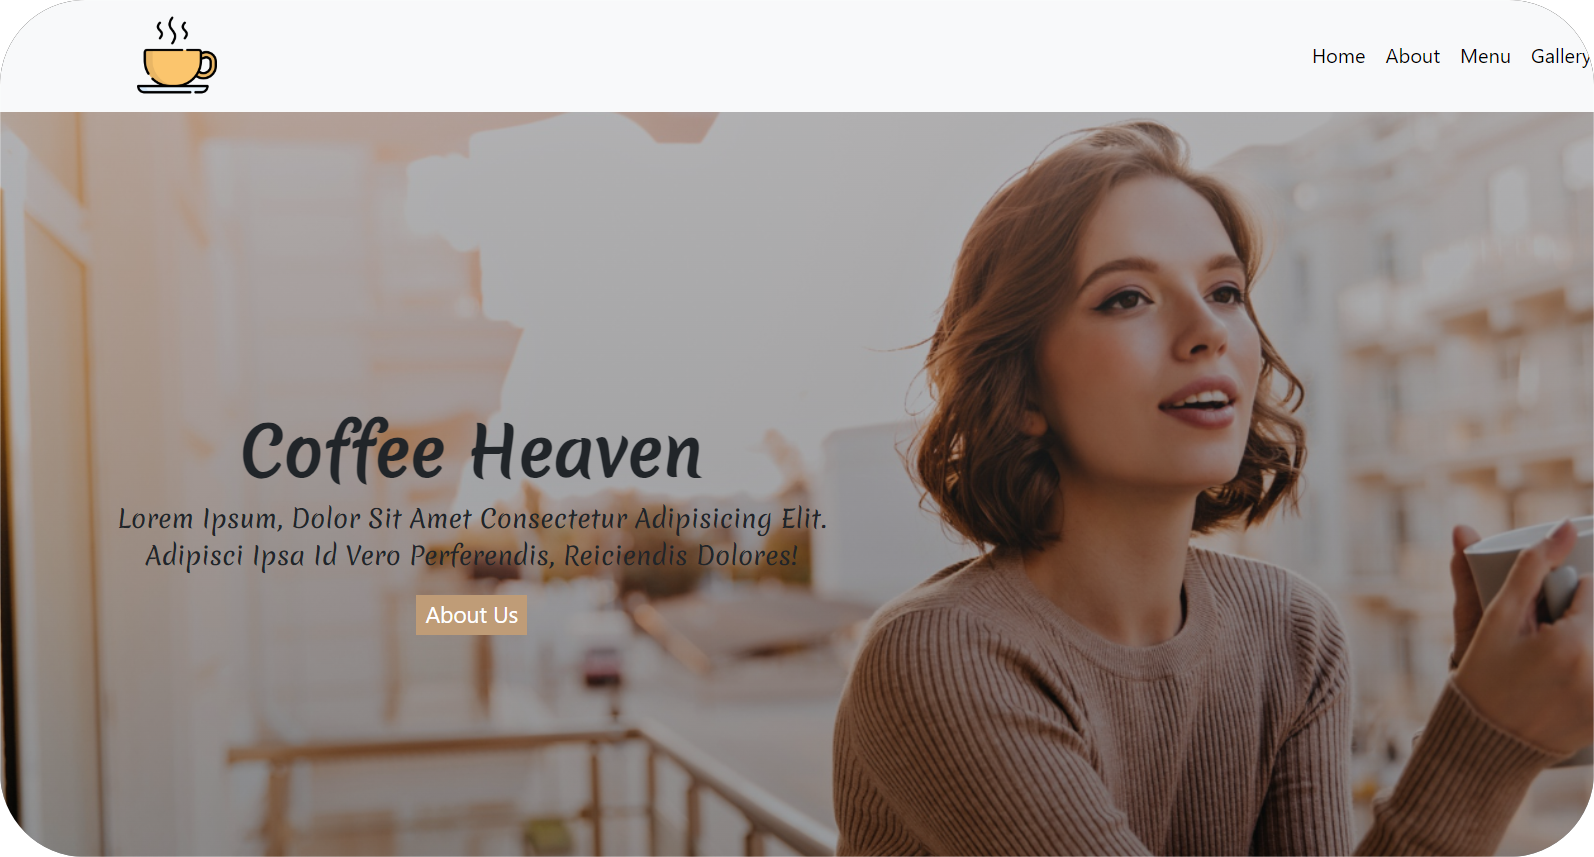 Home About Menu Gallery
Coffee Heaven
Lorem Ipsum, Dolor Sit Amet Consectetur Adipisicing Elit.
Adipisci Ipsa Id Vero Perferendis, Reiciendis Dolores!
About Us